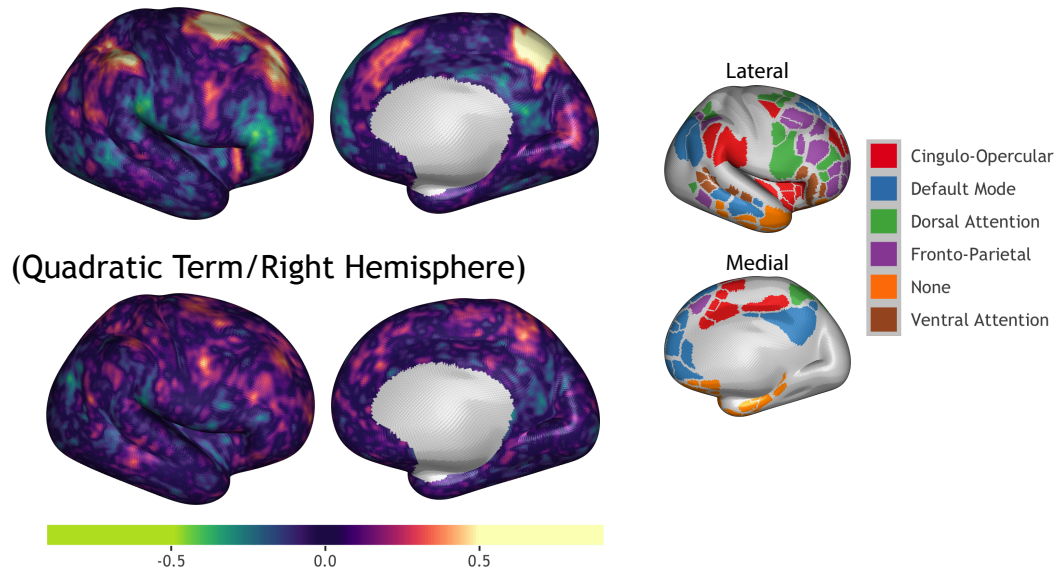 Lateral
Cingulo-Opercular
Default Mode
Dorsal Attention
Fronto-Parietal
None
Ventral Attention
(Quadratic Term/Right Hemisphere)
Medial
-0.5
0.0
0.5